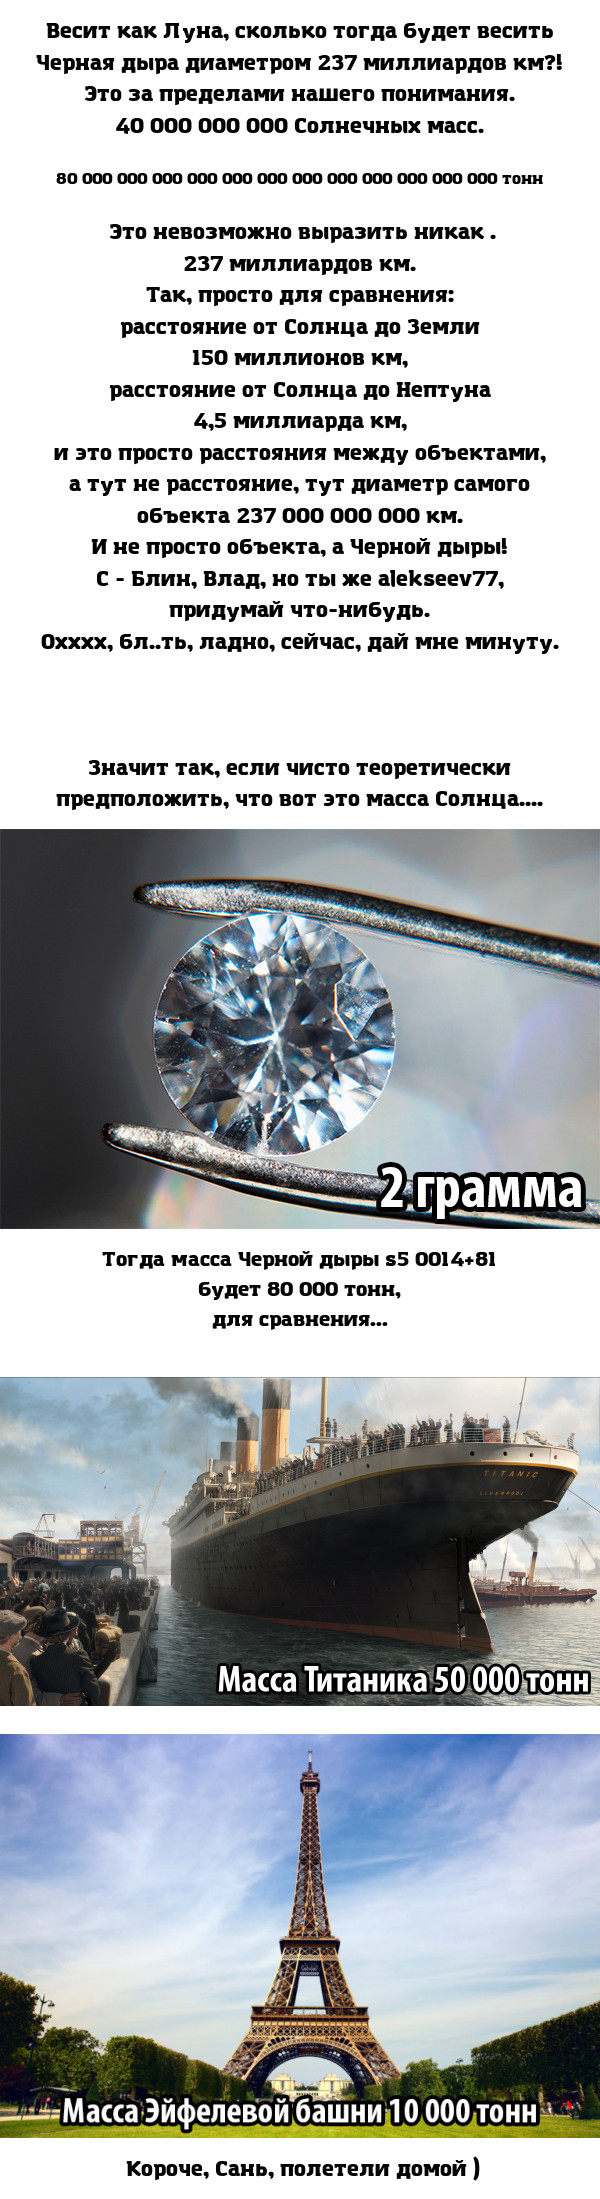 Весит как Луна, сколько тогда будет весить
Черная дыра диаметром 237 миллиардов км?!
Это за пределами нашего понимания.
40 000 000 000 Солнечных масс.
80 000 000 000 000 000 000 000 000 000 000 000 000 тонн
Это невозможно выразить никак .
237 миллиардов км.
Так, просто для сравнения:
расстояние от Солнца до Земли
150 миллионов км,
расстояние от Солнца до Нептуна
4,5 миллиарда км,
и это просто расстояния между объектами,
а тут не расстояние, тут диаметр самого
объекта 237 000 000 000 км.
И не просто объекта, а Черной дыры!
С - Блин, Влад, но ты же alekseev77,
придумай что-нибудь.
Охххх, бл..ть, ладно, сейчас, дай мне минуту.
Значит так, если чисто теоретически
предположить, что вот это масса Солнца....
2 грамма
Тогда масса Черной дыры s5 0014+81
будет 80 000 тонн,
для сравнения...
TITANIC
LIVERPOOL
Масса Титаника 50 000 тонн
Масса Эйфелевой башни 10 000 тонн
Короче, Сань, полетели домой )